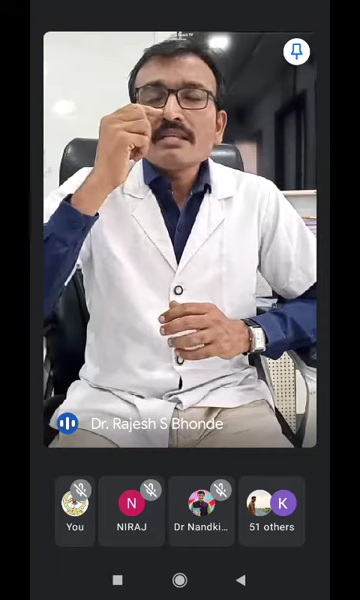 Dr. Rajesh S Bhonde
You
N
NIRAJ
Dr Nandki...
K
51 others